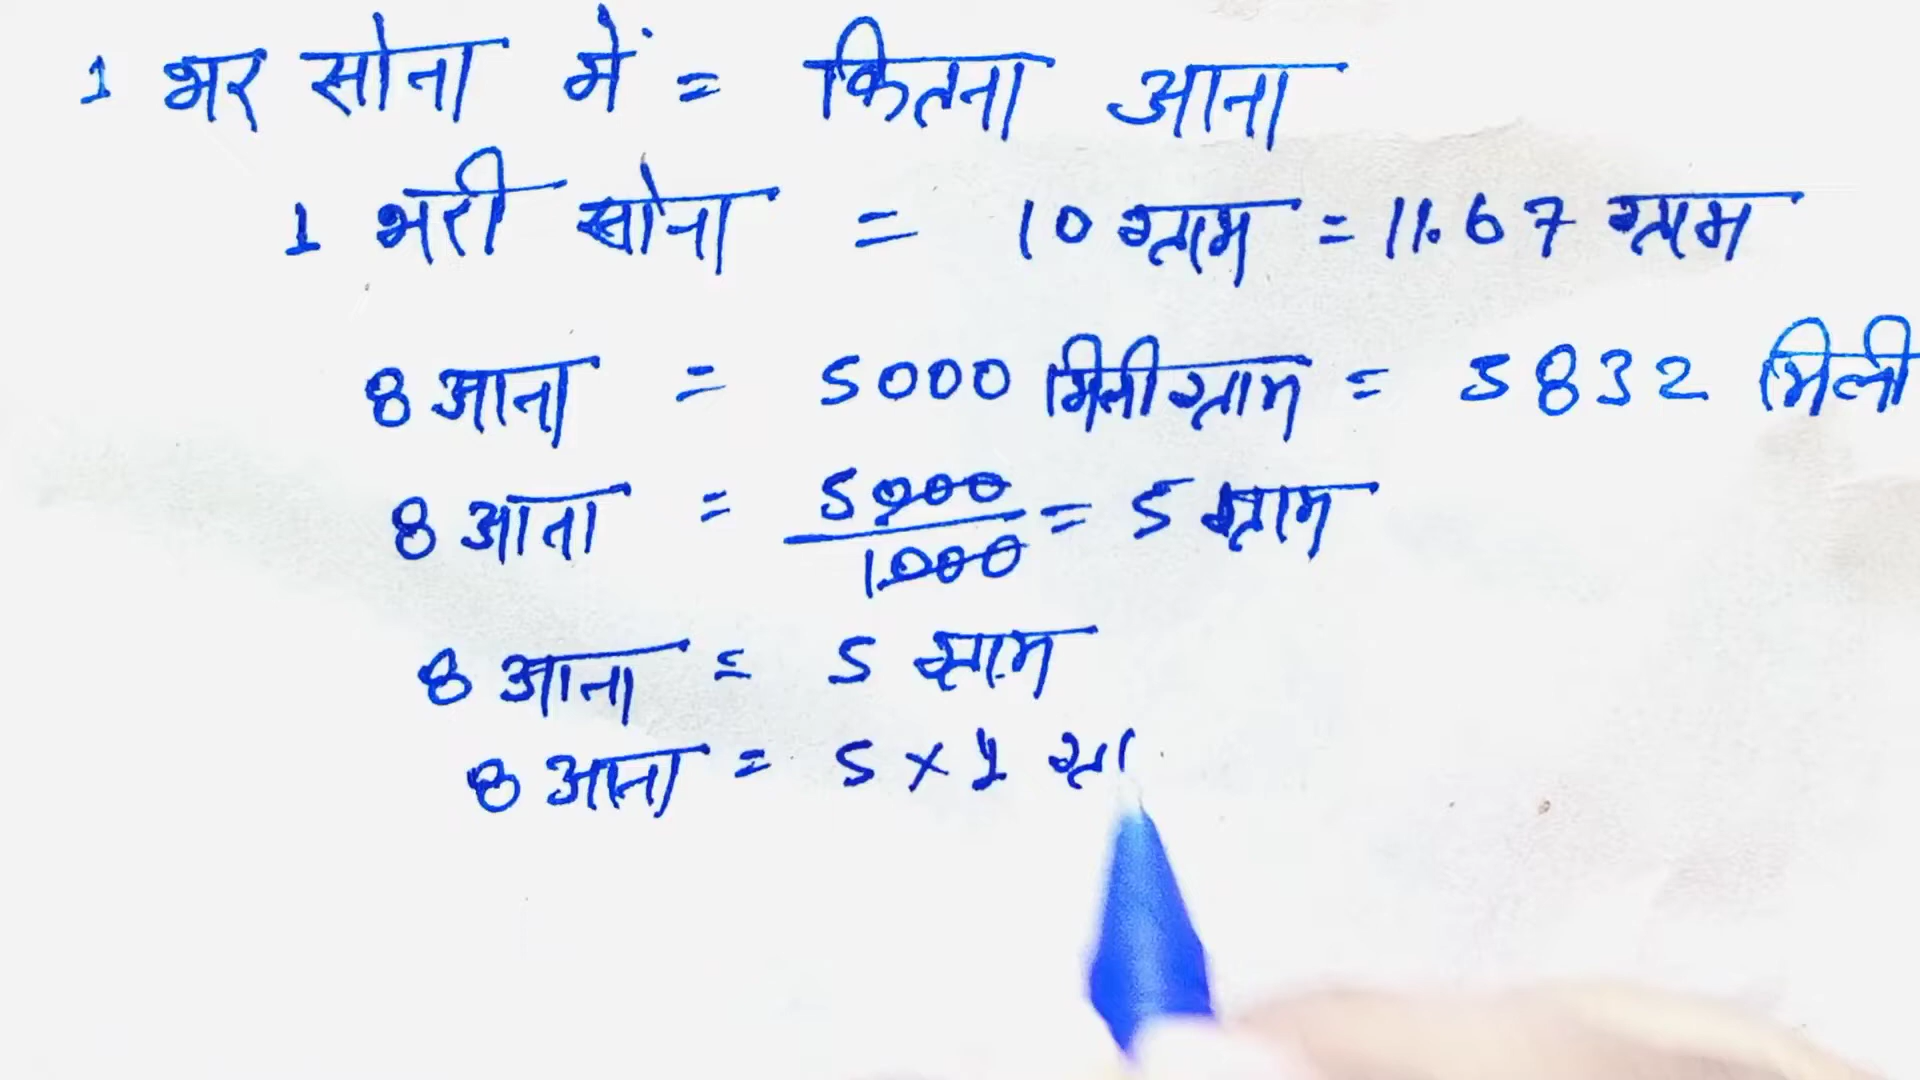 1 भर सोना में = कितना आना
1 भरी सोना = 10 ग्राम = 11.67 ग्राम
8 आना = 5000 मिलीग्राम = 5832 मिली
8 आना = 5000/1000 = 5 ग्राम
8 आना = 5 ग्राम
8 आना = 5 × 1 ग्रा